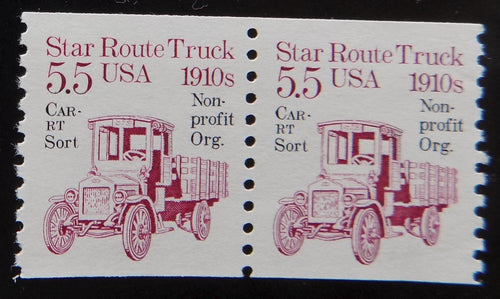 Star Route Truck
5.5 USA 1910s
CAR-
RT
Sort
Non-
profit
Org.
Star Route Truck
5.5 USA 1910s
CAR-
RT
Sort
Non-
profit
Org.